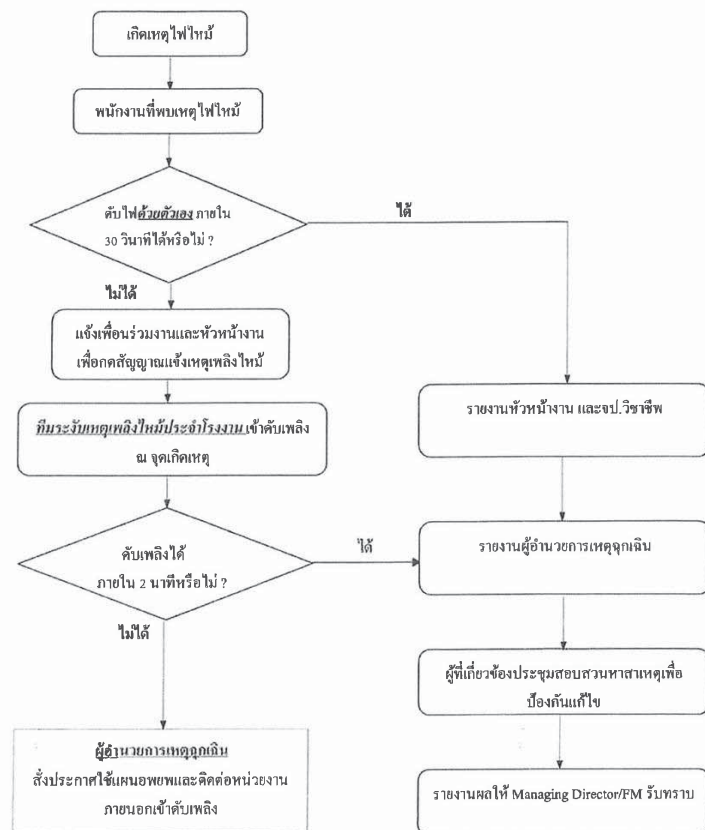 เกิดเหตุไฟไหม้
พนักงานที่พบเหตุไฟไหม้
ดับไฟด้วยตัวเอง ภายใน
30 วินาทีได้หรือไม่ ?
ได้
ไม่ได้
แจ้งเพื่อนร่วมงานและหัวหน้างาน
เพื่อกดสัญญาณแจ้งเหตุเพลิงไหม้
รายงานหัวหน้างาน และจป.วิชาชีพ
ทีมระงับเหตุเพลิงไหม้ประจำโรงงาน เข้าดับเพลิง
ณ จุดเกิดเหตุ
ดับเพลิงได้
ภายใน 2 นาทีหรือไม่ ?
ได้
รายงานผู้อำนวยการเหตุฉุกเฉิน
ไม่ได้
ผู้ที่เกี่ยวข้องประชุมสอบสวนหาสาเหตุเพื่อ
ป้องกันแก้ไข
ผู้อำนวยการเหตุฉุกเฉิน
สั่งประกาศใช้แผนอพยพและติดต่อหน่วยงาน
ภายนอกเข้าดับเพลิง
รายงานผลให้ Managing Director/FM รับทราบ